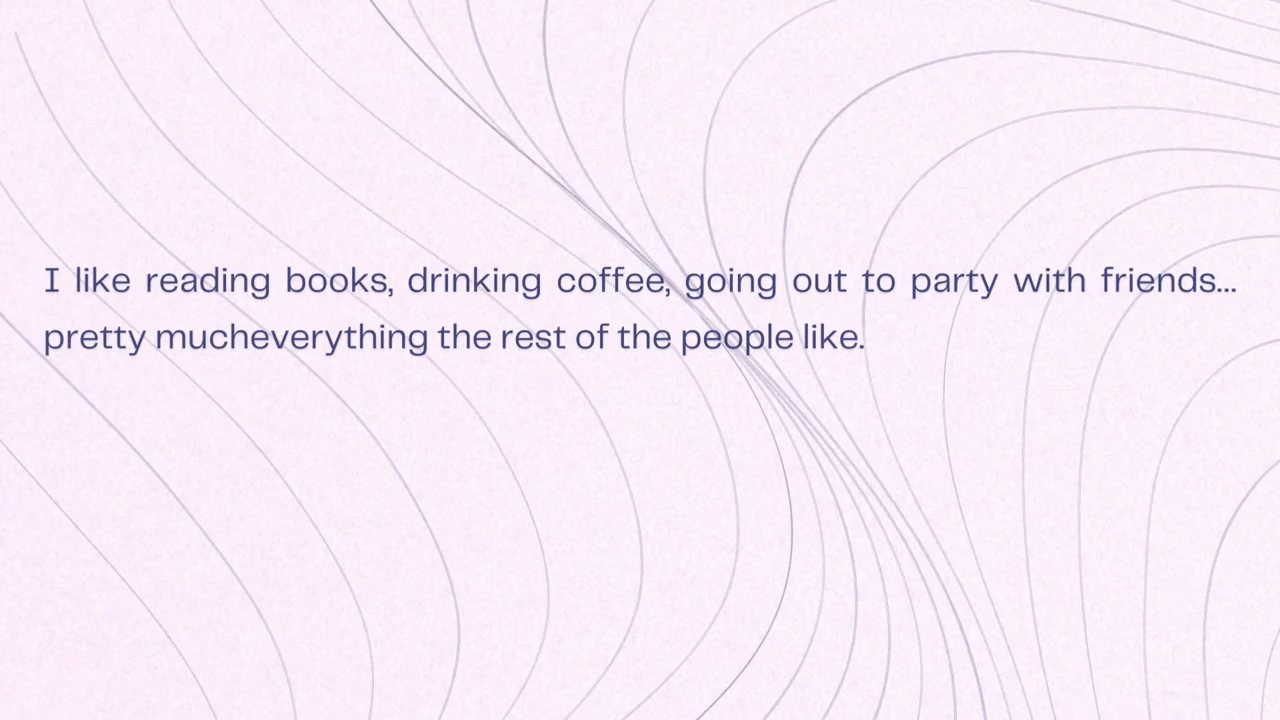 I like reading books, drinking coffee, going out to party with friends...
pretty mucheverything the rest of the people like.